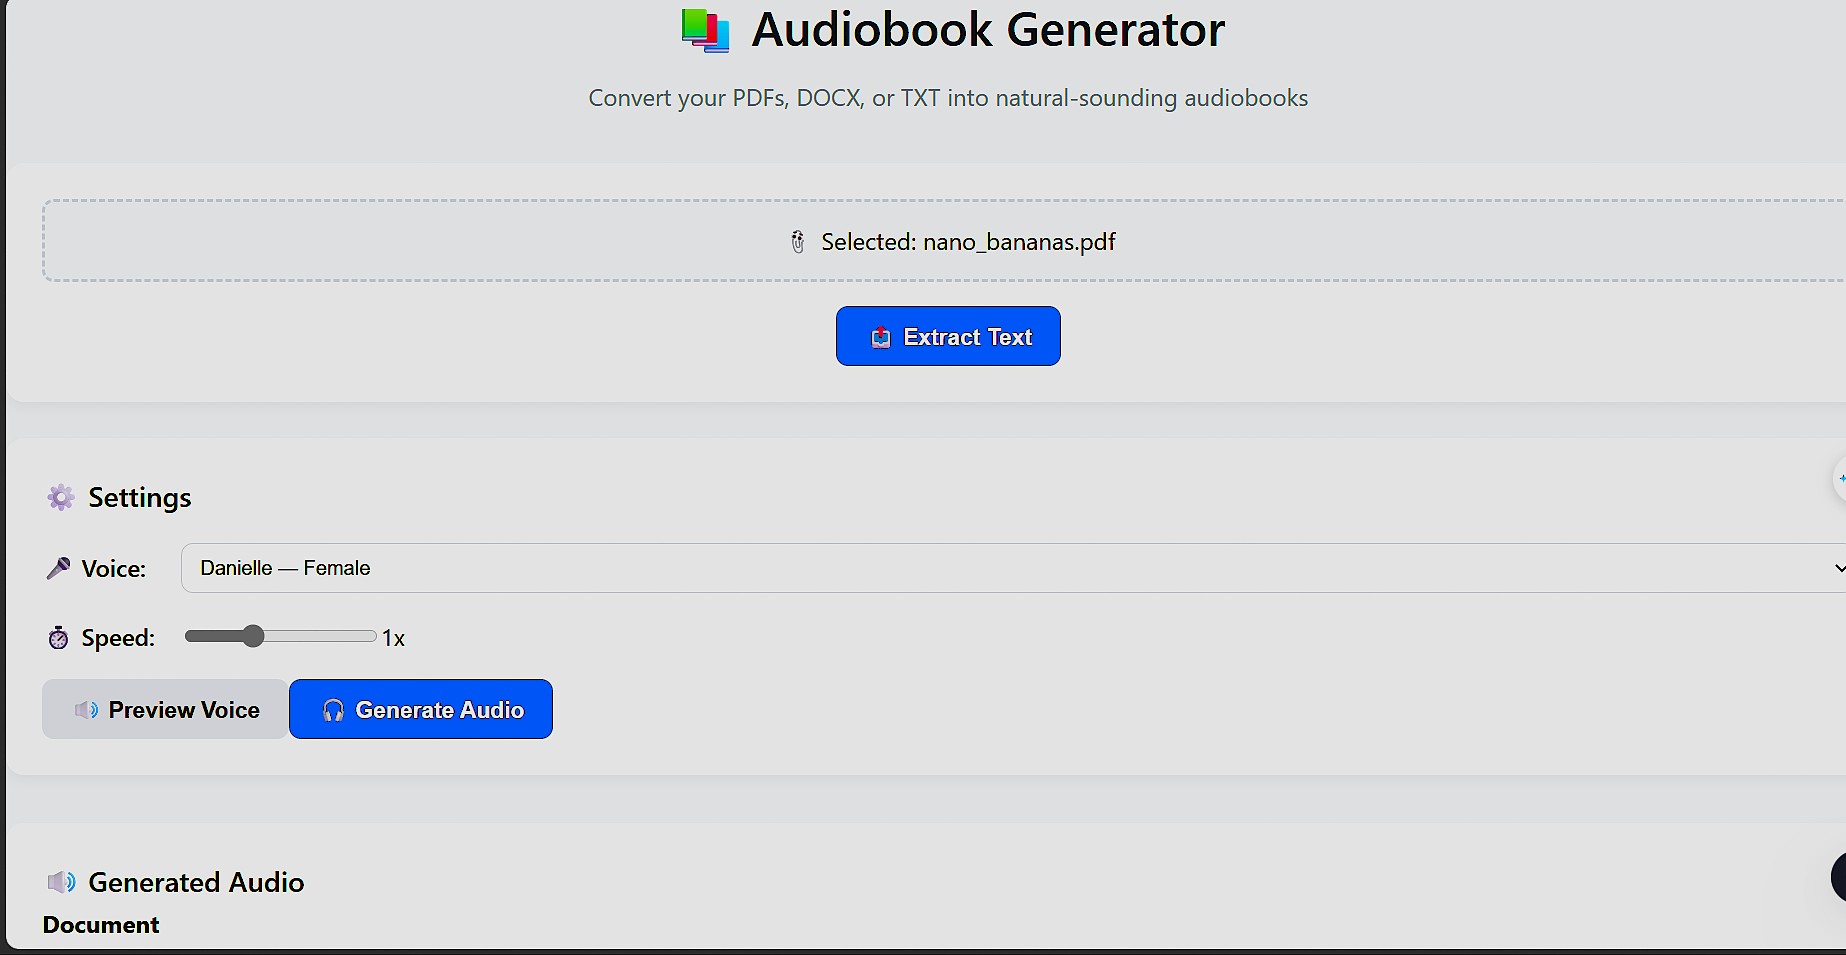 Audiobook Generator
Convert your PDFs, DOCX, or TXT into natural-sounding audiobooks
Selected: nano_bananas.pdf
Extract Text
Settings
Voice: Danielle — Female
Speed: 1x
Preview Voice Generate Audio
Generated Audio
Document